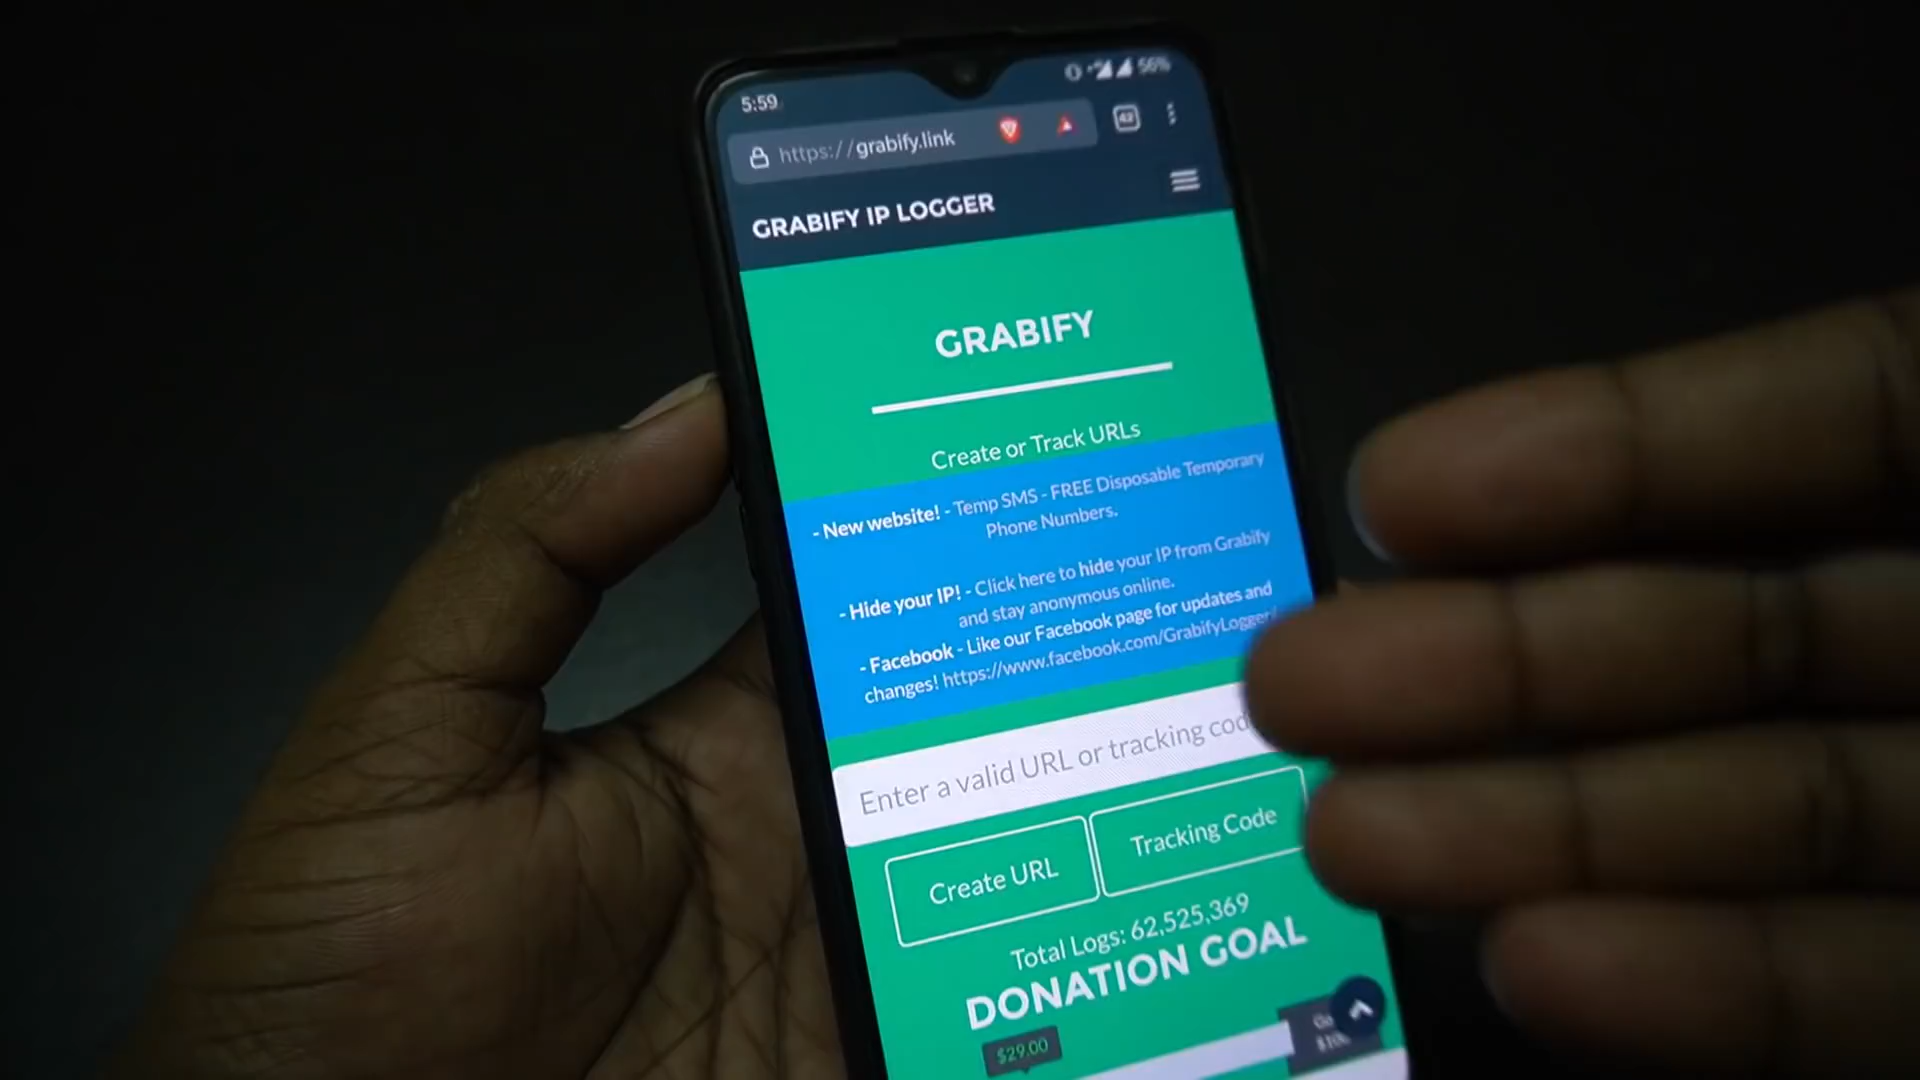 5:59
56%
https://grabify.link
42
GRABIFY IP LOGGER
GRABIFY
Create or Track URLs
- New website! - Temp SMS - FREE Disposable Temporary
Phone Numbers.
- Hide your IP! - Click here to hide your IP from Grabify
and stay anonymous online.
- Facebook - Like our Facebook page for updates and
changes! https://www.facebook.com/GrabifyLogger/
Enter a valid URL or tracking code
Create URL
Tracking Code
Total Logs: 62,525,369
DONATION GOAL
$29.00